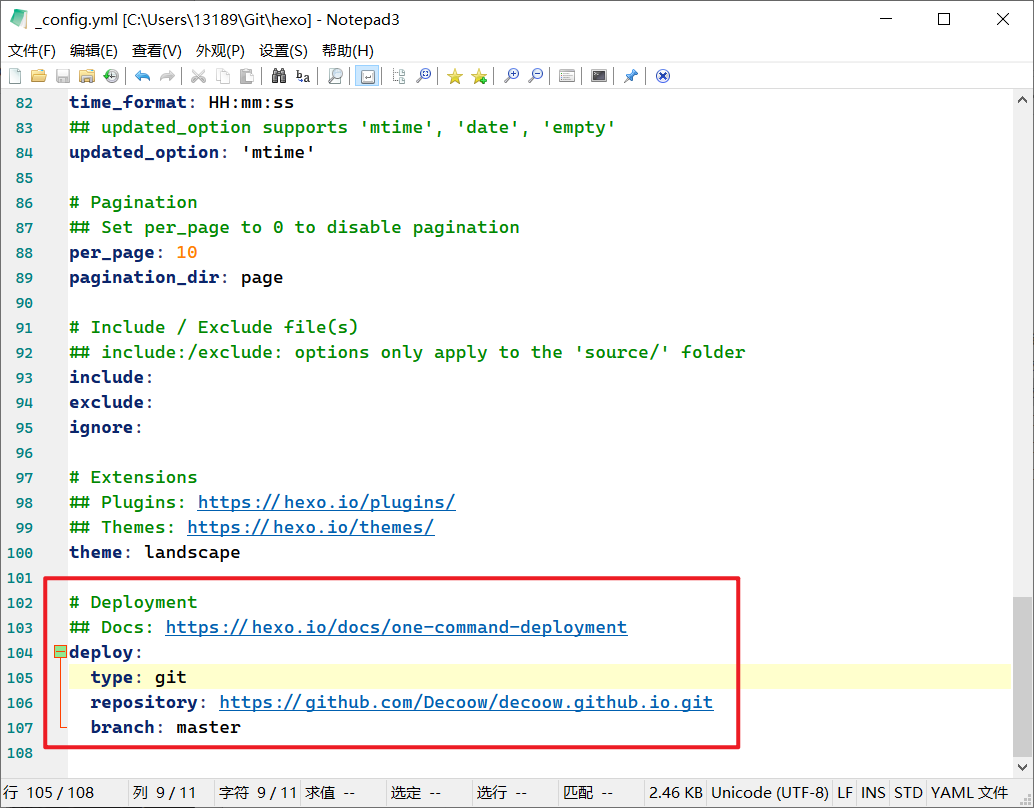 _config.yml [C:\Users\13189\Git\hexo] - Notepad3
文件(F) 编辑(E) 查看(V) 外观(P) 设置(S) 帮助(H)
82 time_format: HH:mm:ss
83 ## updated_option supports 'mtime', 'date', 'empty'
84 updated_option: 'mtime'
85
86 # Pagination
87 ## Set per_page to 0 to disable pagination
88 per_page: 10
89 pagination_dir: page
90
91 # Include / Exclude file(s)
92 ## include:/exclude: options only apply to the 'source/' folder
93 include:
94 exclude:
95 ignore:
96
97 # Extensions
98 ## Plugins: https://hexo.io/plugins/
99 ## Themes: https://hexo.io/themes/
100 theme: landscape
101
102 # Deployment
103 ## Docs: https://hexo.io/docs/one-command-deployment
104 deploy:
105 type: git
106 repository: https://github.com/Decoow/decoow.github.io.git
107 branch: master
108
行 105 / 108 列 9 / 11 字符 9 / 11 求值 -- 选定 -- 选行 -- 匹配 -- 2.46 KB Unicode (UTF-8) LF INS STD YAML 文件